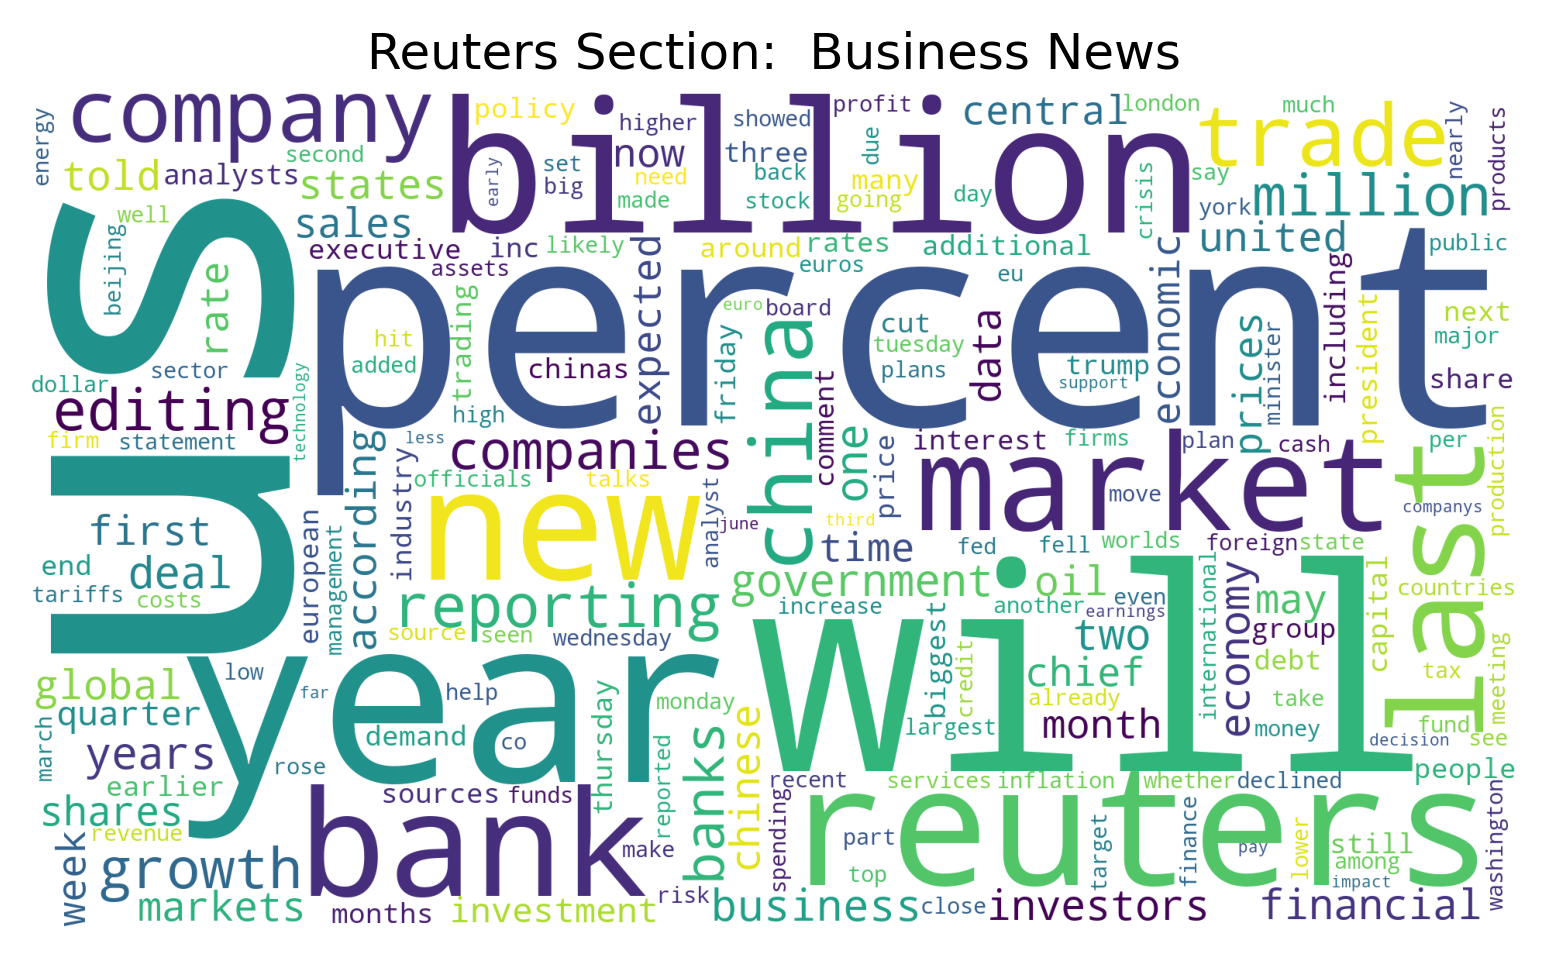 Reuters Section:  Business News
company
billion
policy
higher
showed
profit
central
london
much
trade
nearly
products
energy
second
told
analysts
states
early
set
big
now
need
made
three
back
stock
due
many
going
day
crisis
say
york
million
well
sales
executive
inc
likely
assets
around
rates
euros
additional
eu
united
public
us
percent
beijing
rate
trading
hit
added
chinas
expected
friday
euro
board
china
cut
tuesday
plans
data
trump
support
economic
prices
minister
including
president
next
major
share
dollar
sector
technology
editing
firm
statement
high
less
companies
comment
one
price
interest
firms
plan
cash
per
production
last
according
industry
officials
talks
new
analyst
june
third
time
market
move
companys
first
end
deal
tariffs
costs
european
management
reporting
source
seen
wednesday
government
fed
fell
worlds
foreign
state
oil
increase
another
even
earnings
international
economy
may
group
capital
countries
will
biggest
credit
two
chief
already
month
largest
debt
take
money
tax
fund
see
meeting
decision
global
quarter
low
far
year
help
monday
years
march
demand
co
thursday
reported
banks
chinese
rose
earlier
shares
revenue
sources
funds
recent
services
inflation
whether
declined
people
week
growth
bank
make
spending
part
reuters
top
target
finance
pay
lower
still
among
impact
washington
markets
months
investment
risk
business
close
investors
financial